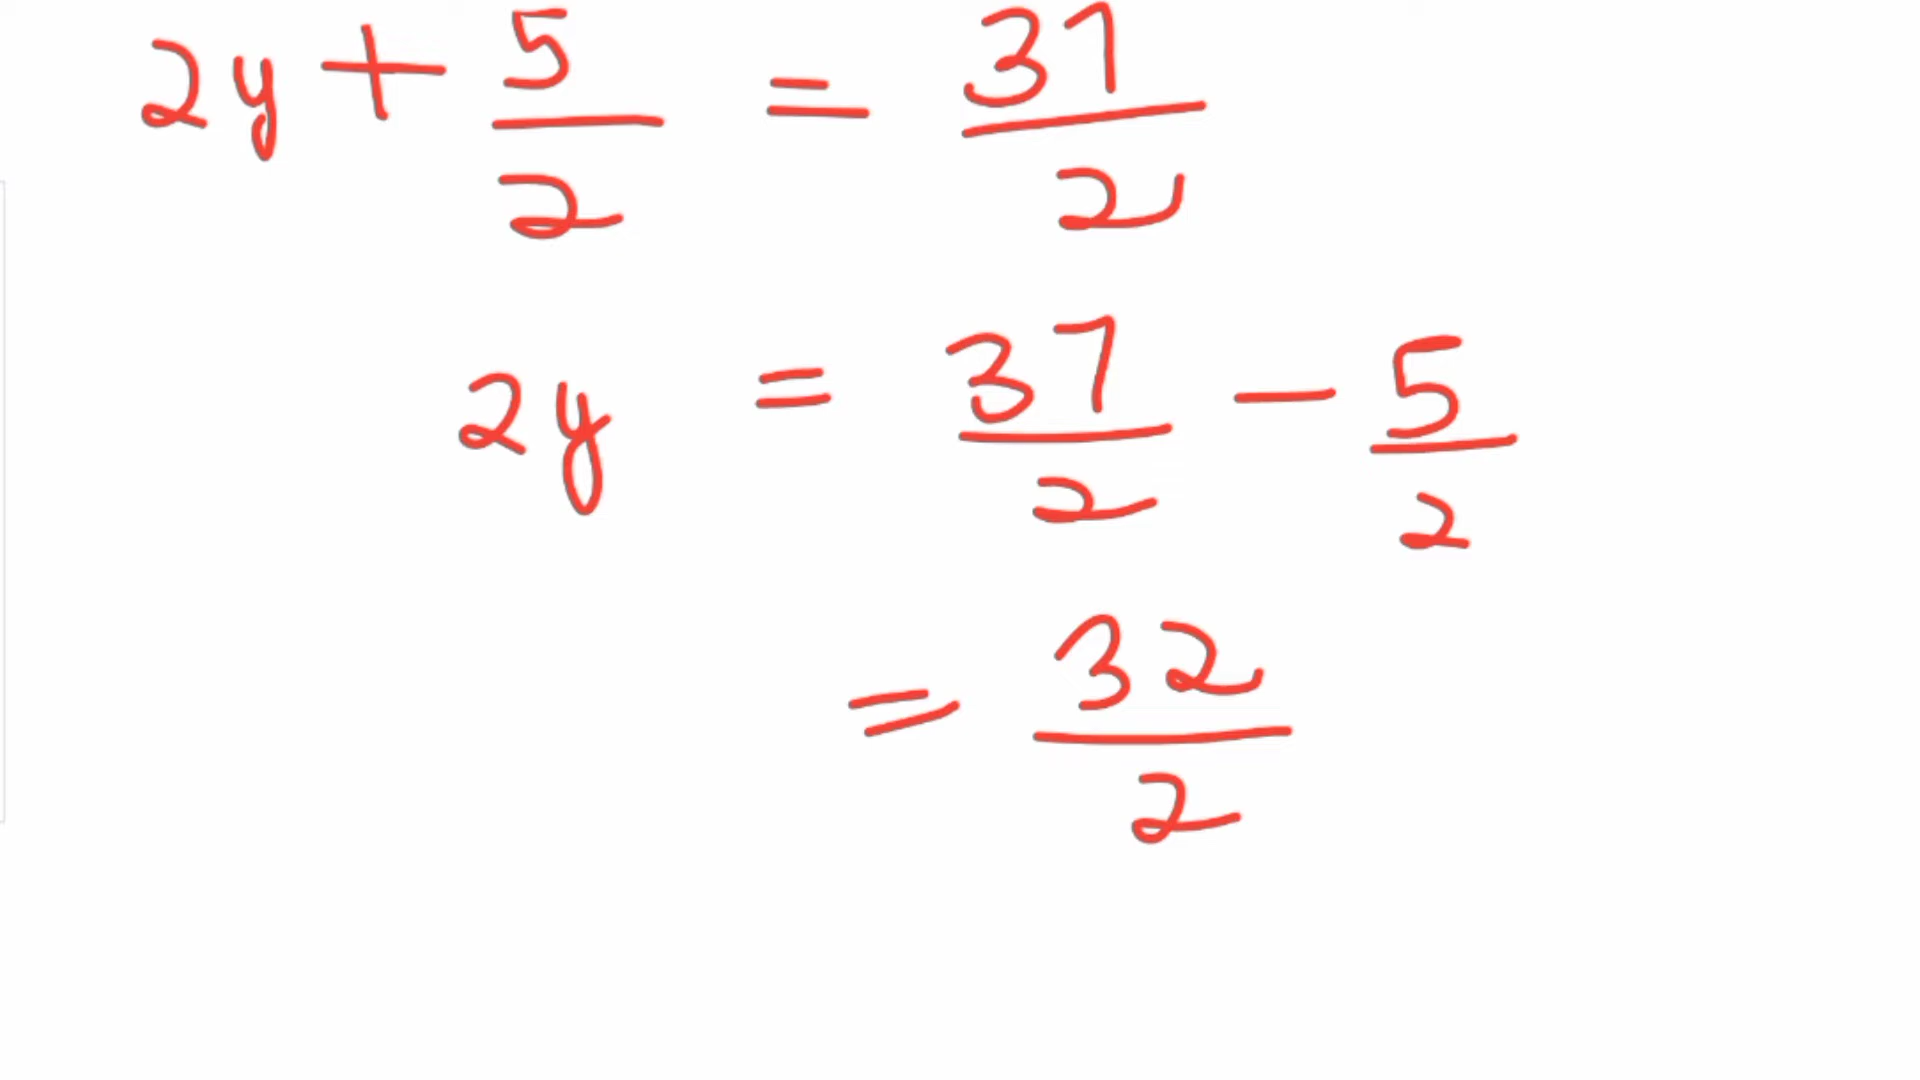 2y + 5/2 = 37/2
2y = 37/2 - 5/2
= 32/2